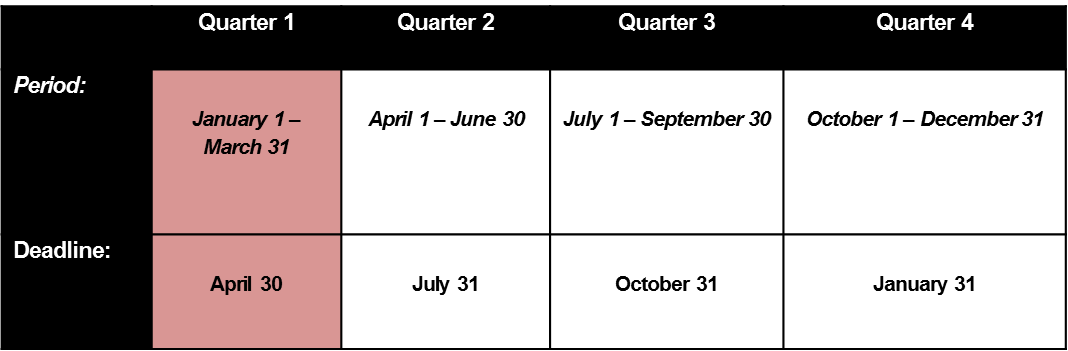 Quarter 1 Quarter 2 Quarter 3 Quarter 4
Period:
January 1 –
March 31
April 1 – June 30
July 1 – September 30
October 1 – December 31
Deadline:
April 30 July 31 October 31 January 31